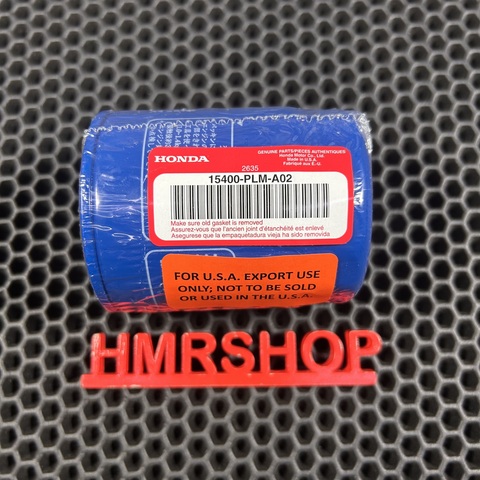 GENUINE PARTS/PIECES AUTHENTIQUES
Honda Motor Co., Ltd.
Made in U.S.A.
Fabriqué aux E.-U.
HONDA
2635
15400-PLM-A02
Make sure old gasket is removed
Assurez-vous que l'ancien joint d'étanchéité est enlevé
Asegurese que la empaquetadura vieja ha sido removida
FOR U.S.A. EXPORT USE
ONLY; NOT TO BE SOLD
OR USED IN THE U.S.A.
HMRSHOP